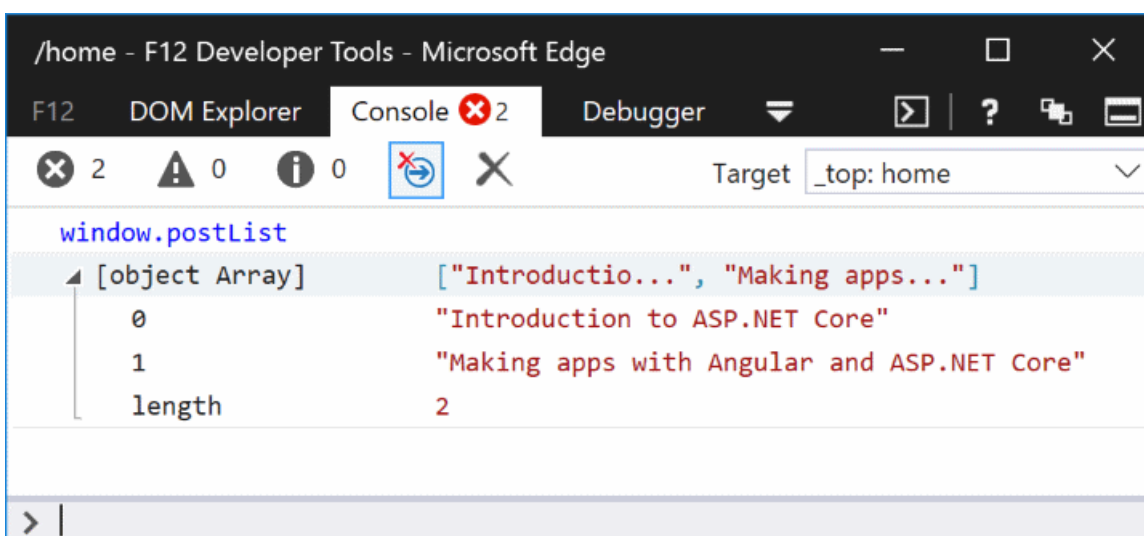 /home - F12 Developer Tools - Microsoft Edge
F12 DOM Explorer Console 2 Debugger ?
2 0 0 Target _top: home
window.postList
[object Array] ["Introductio...", "Making apps..."]
0 "Introduction to ASP.NET Core"
1 "Making apps with Angular and ASP.NET Core"
length 2
>